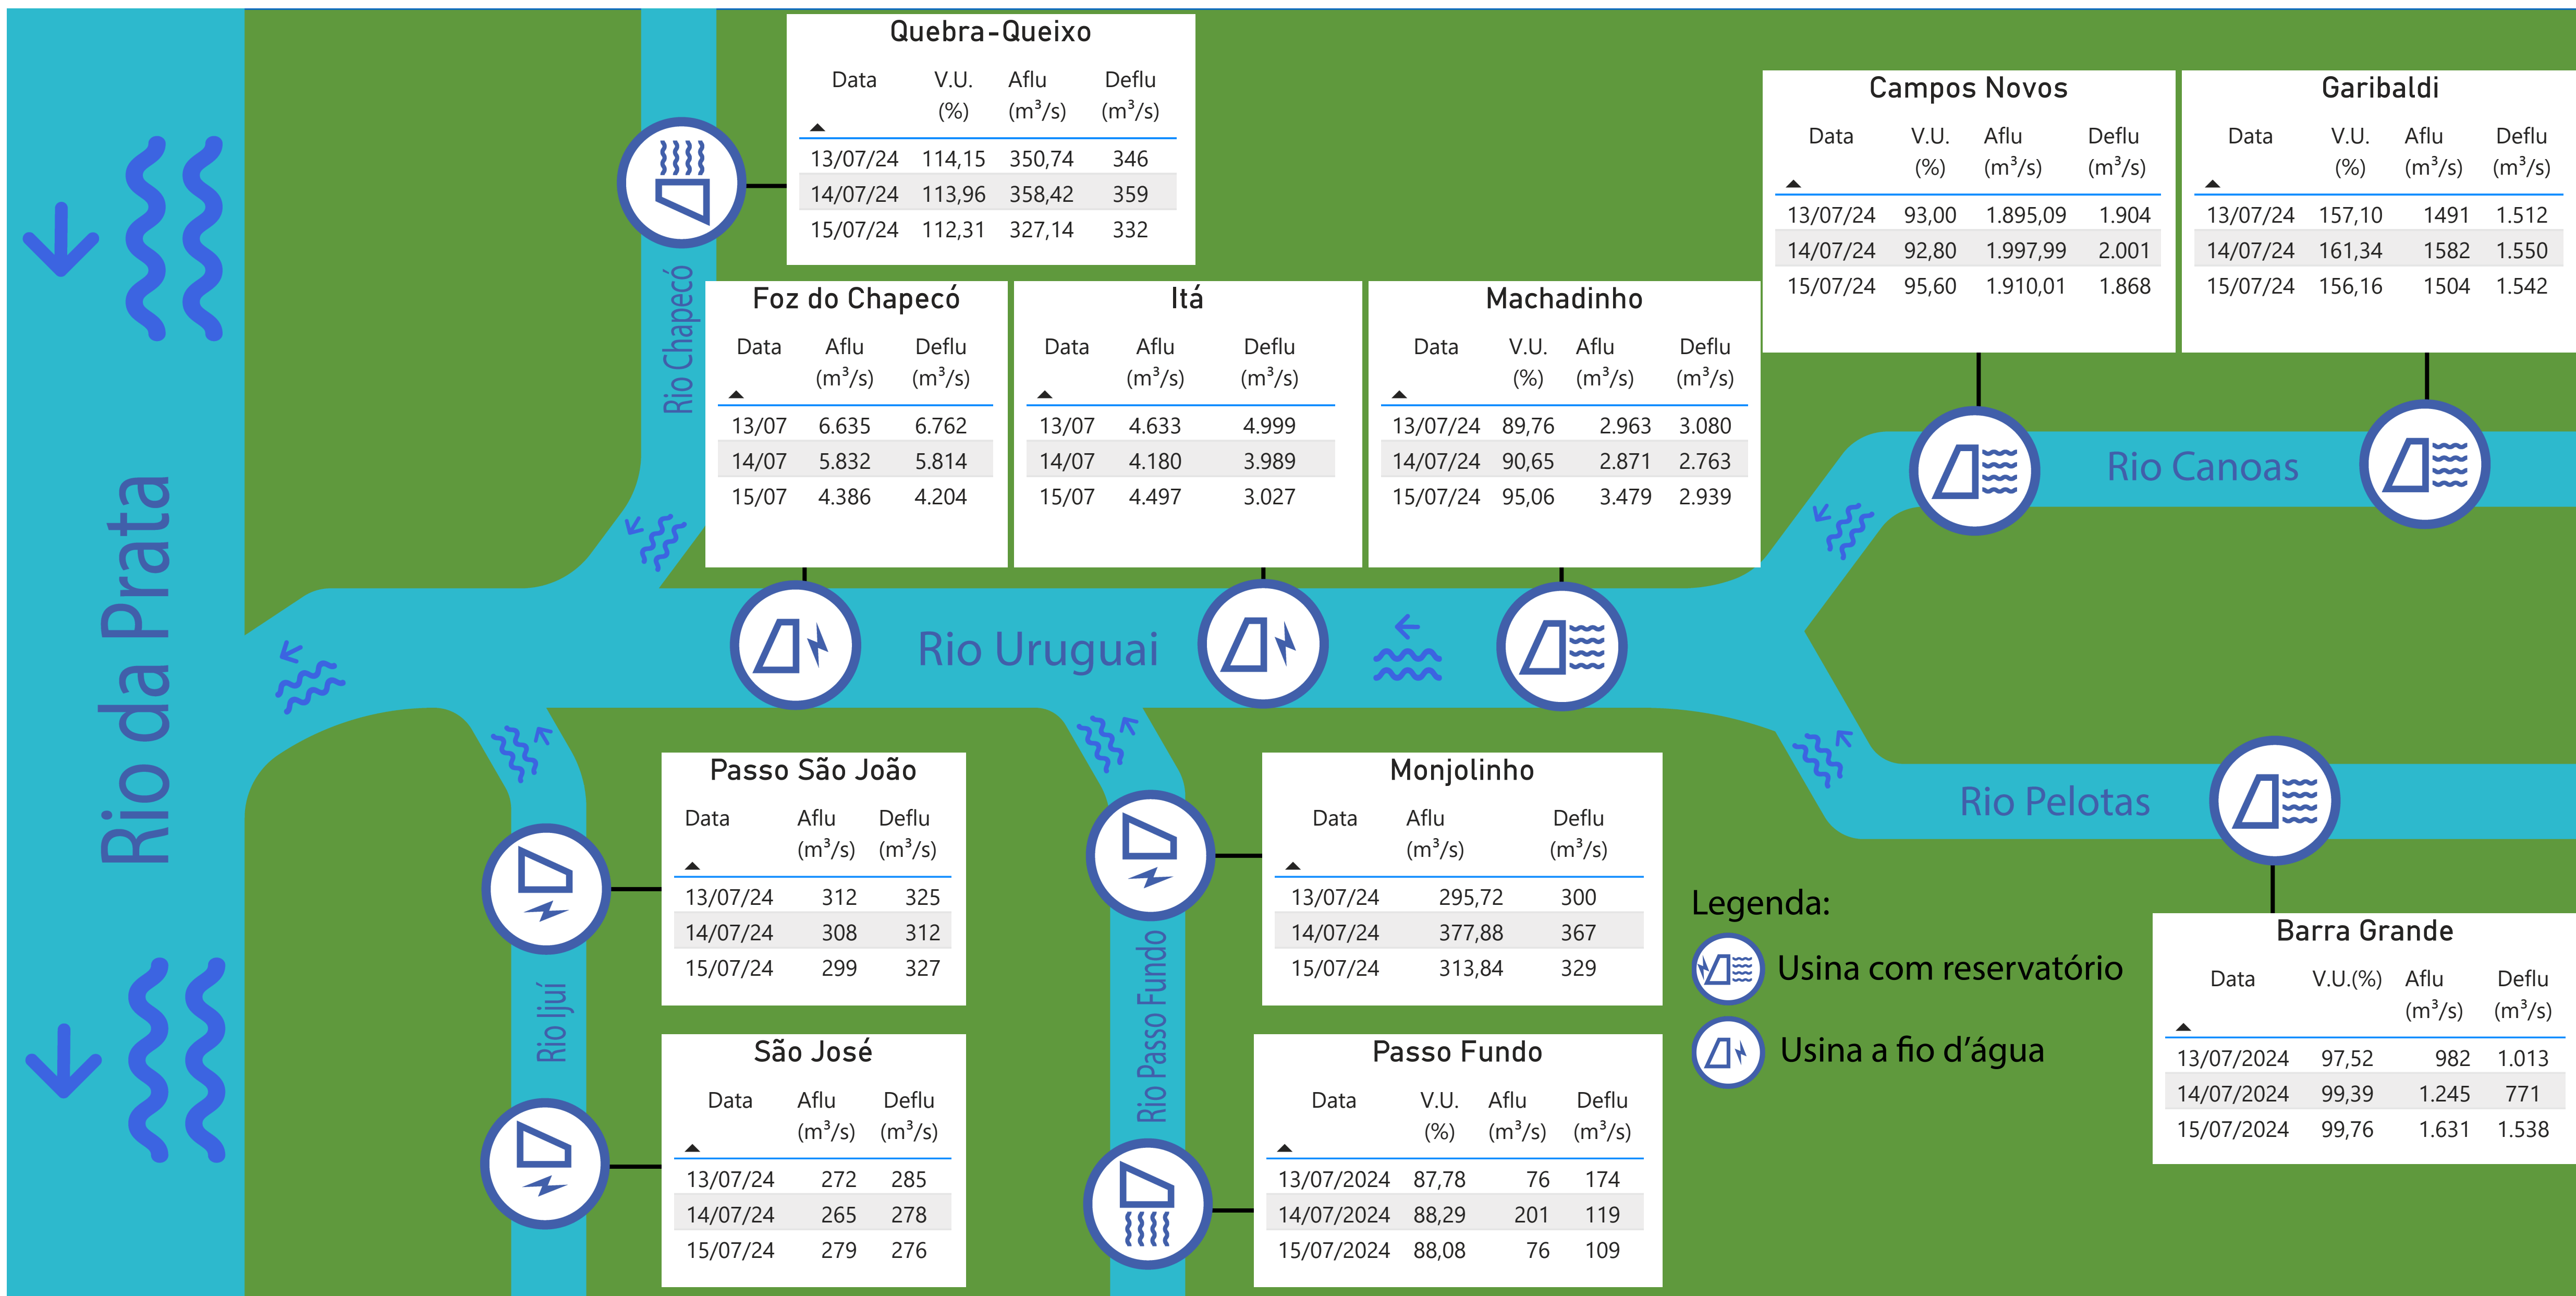 Quebra-Queixo
Data V.U. (%) Aflu (m³/s) Deflu (m³/s)
13/07/24 114,15 350,74 346
14/07/24 113,96 358,42 359
15/07/24 112,31 327,14 332
Campos Novos
Data V.U. (%) Aflu (m³/s) Deflu (m³/s)
13/07/24 93,00 1.895,09 1.904
14/07/24 92,80 1.997,99 2.001
15/07/24 95,60 1.910,01 1.868
Garibaldi
Data V.U. (%) Aflu (m³/s) Deflu (m³/s)
13/07/24 157,10 1491 1.512
14/07/24 161,34 1582 1.550
15/07/24 156,16 1504 1.542
Rio Chapecó
Foz do Chapecó
Data Aflu (m³/s) Deflu (m³/s)
13/07 6.635 6.762
14/07 5.832 5.814
15/07 4.386 4.204
Itá
Data Aflu (m³/s) Deflu (m³/s)
13/07 4.633 4.999
14/07 4.180 3.989
15/07 4.497 3.027
Machadinho
Data V.U. (%) Aflu (m³/s) Deflu (m³/s)
13/07/24 89,76 2.963 3.080
14/07/24 90,65 2.871 2.763
15/07/24 95,06 3.479 2.939
Rio Canoas
Rio da Prata
Rio Uruguai
Rio Pelotas
Passo São João
Data Aflu (m³/s) Deflu (m³/s)
13/07/24 312 325
14/07/24 308 312
15/07/24 299 327
Monjolinho
Data Aflu (m³/s) Deflu (m³/s)
13/07/24 295,72 300
14/07/24 377,88 367
15/07/24 313,84 329
Rio Ijuí
Rio Passo Fundo
São José
Data Aflu (m³/s) Deflu (m³/s)
13/07/24 272 285
14/07/24 265 278
15/07/24 279 276
Passo Fundo
Data V.U. (%) Aflu (m³/s) Deflu (m³/s)
13/07/2024 87,78 76 174
14/07/2024 88,29 201 119
15/07/2024 88,08 76 109
Legenda:
Usina com reservatório
Usina a fio d’água
Barra Grande
Data V.U.(%) Aflu (m³/s) Deflu (m³/s)
13/07/2024 97,52 982 1.013
14/07/2024 99,39 1.245 771
15/07/2024 99,76 1.631 1.538